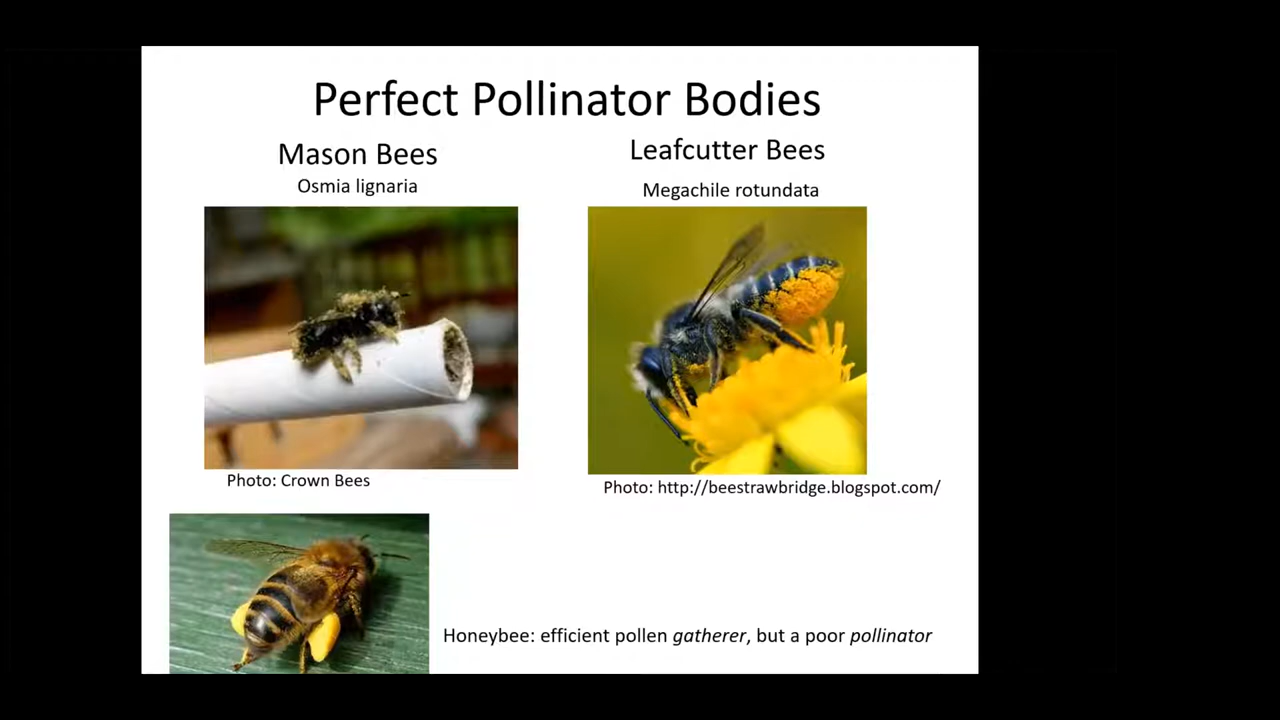 Perfect Pollinator Bodies
Mason Bees
Osmia lignaria
Leafcutter Bees
Megachile rotundata
Photo: Crown Bees
Photo: http://beestrawbridge.blogspot.com/
Honeybee: efficient pollen gatherer, but a poor pollinator